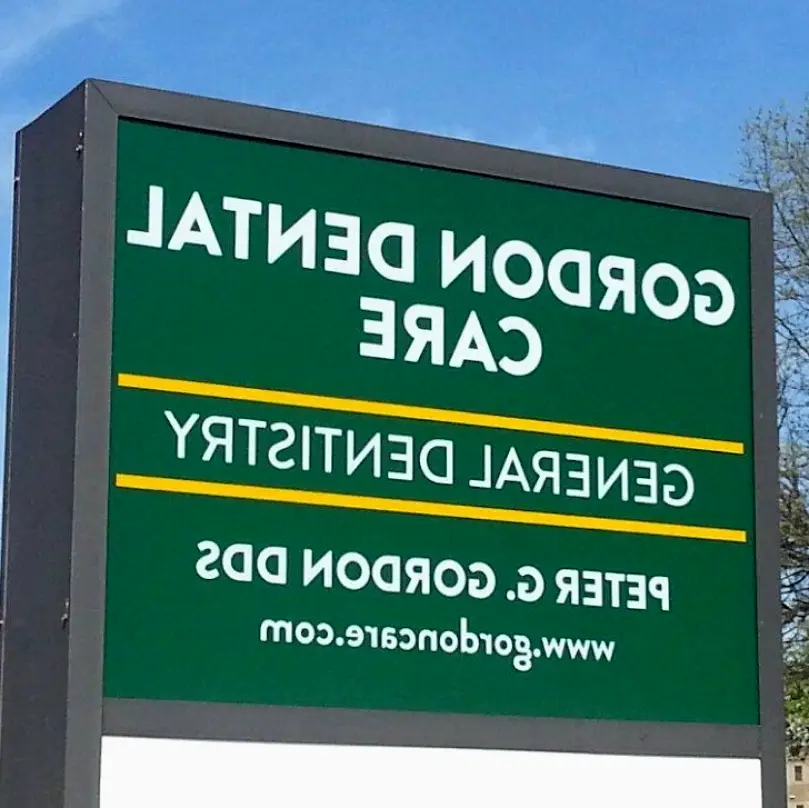 GORDON DENTAL
CARE
GENERAL DENTISTRY
PETER G. GORDON DDS
www.gordoncare.com